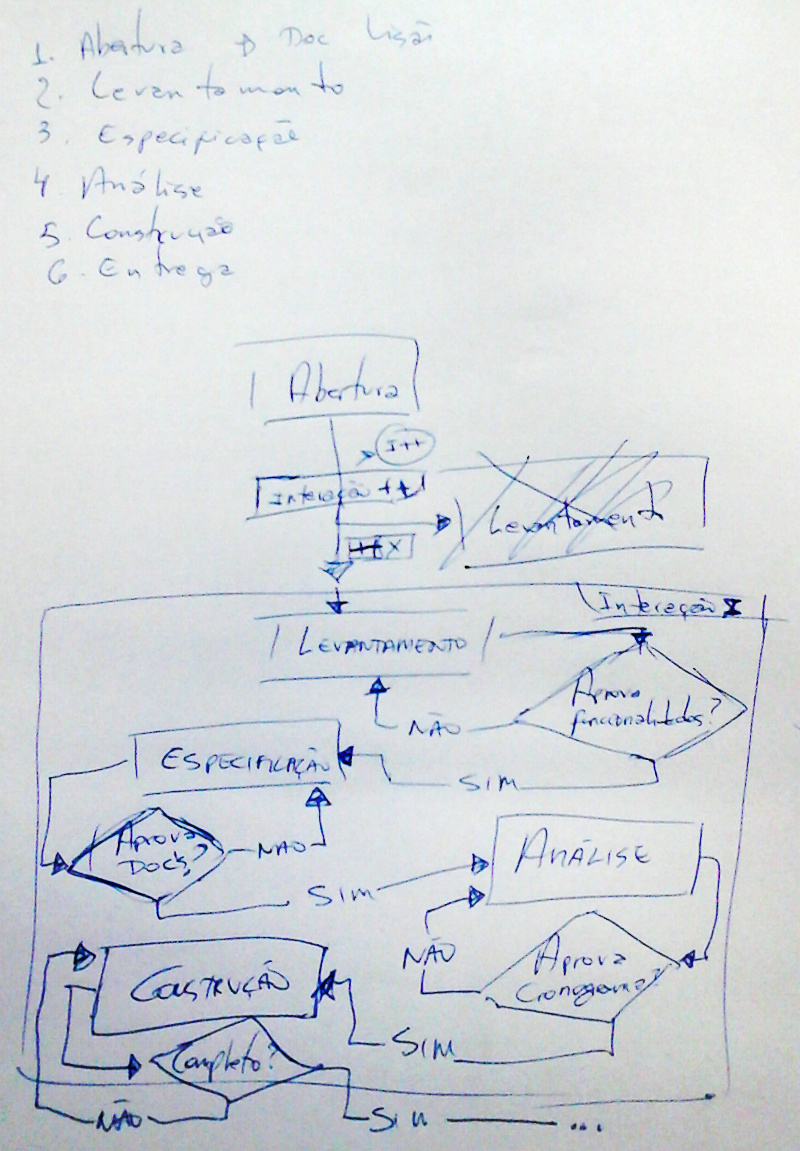 1. Abertura → Doc Visão
2. Levantamento
3. Especificação
4 Análise
5. Construção
6. Entrega
Abertura
I++
Interação ++
Levantamento
X
Interação X
LEVANTAMENTO
Aprova
funcionalidades?
NÃO
SIM
ESPECIFICAÇÃO
Aprova
Docs?
NÃO
SIM
ANÁLISE
NÃO
Aprova
Cronograma?
CONSTRUÇÃO
SIM
Completo?
NÃO
SIM ...